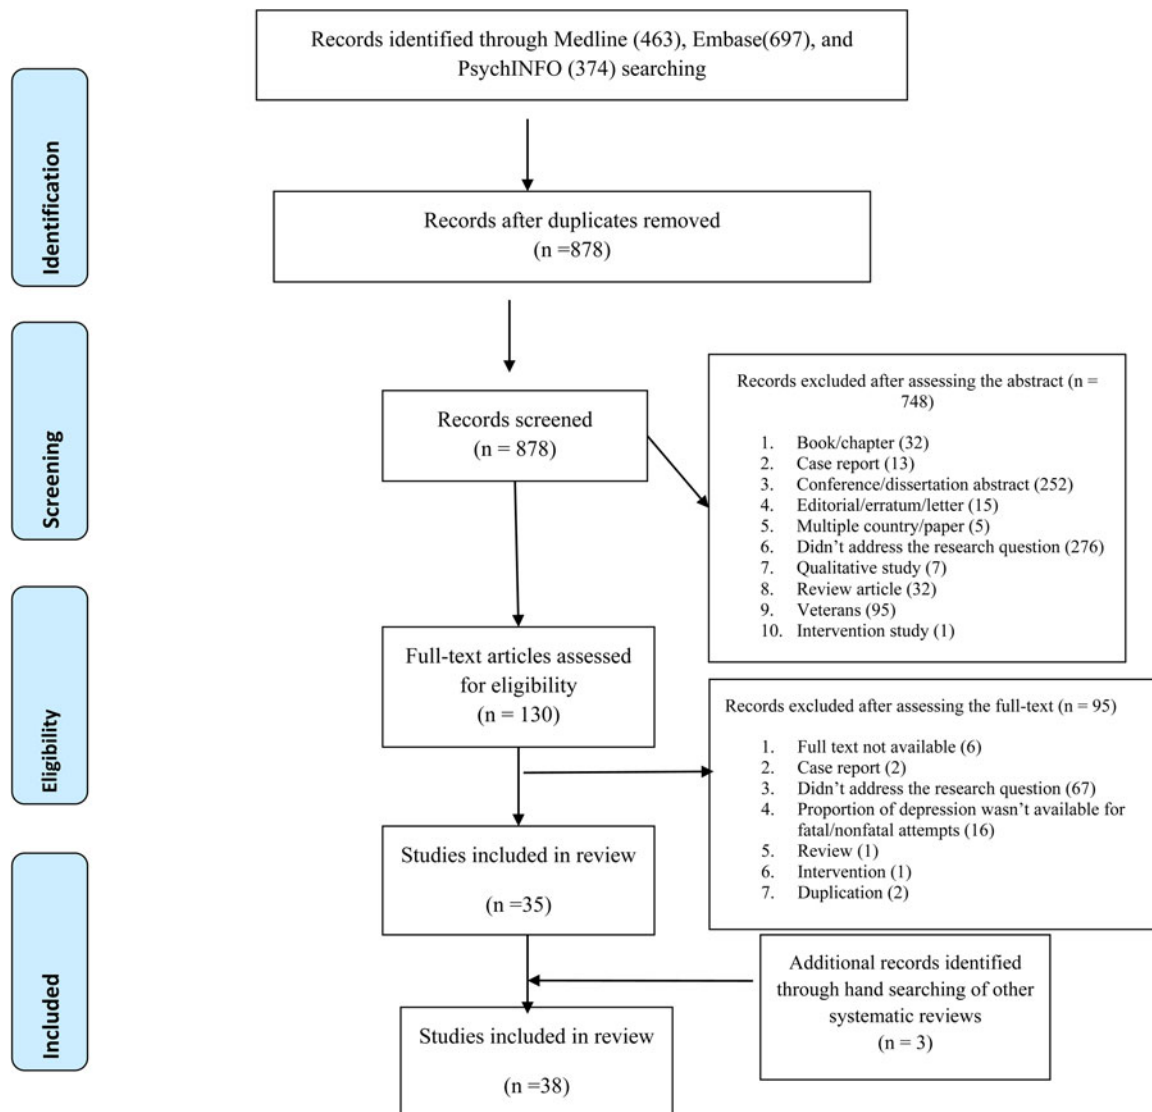 Records identified through Medline (463), Embase(697), and
PsychINFO (374) searching
Identification
Records after duplicates removed
(n =878)
Screening
Records screened
(n = 878)
Records excluded after assessing the abstract (n =
748)
1. Book/chapter (32)
2. Case report (13)
3. Conference/dissertation abstract (252)
4. Editorial/erratum/letter (15)
5. Multiple country/paper (5)
6. Didn’t address the research question (276)
7. Qualitative study (7)
8. Review article (32)
9. Veterans (95)
10. Intervention study (1)
Eligibility
Full-text articles assessed
for eligibility
(n = 130)
Records excluded after assessing the full-text (n = 95)
1. Full text not available (6)
2. Case report (2)
3. Didn’t address the research question (67)
4. Proportion of depression wasn’t available for
fatal/nonfatal attempts (16)
5. Review (1)
6. Intervention (1)
7. Duplication (2)
Included
Studies included in review
(n =35)
Additional records identified
through hand searching of other
systematic reviews
(n = 3)
Studies included in review
(n =38)